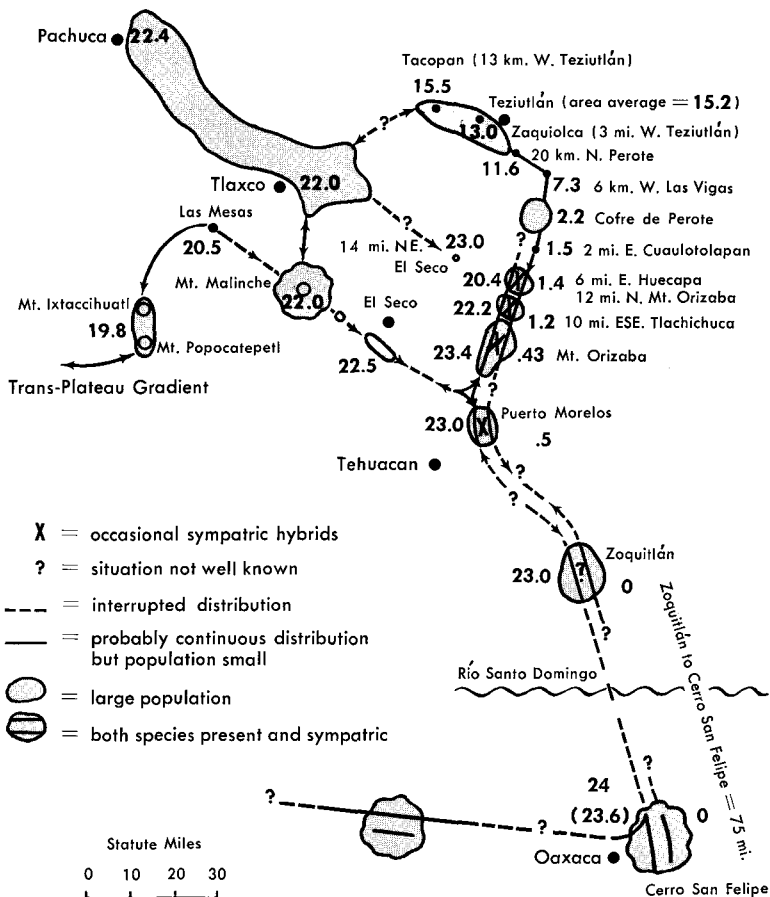 Pachuca
22.4
Tacopan (13 km. W. Teziutlán)
15.5
Teziutlán (area average = 15.2)
?
13.0
Zaquiolca (3 mi. W. Teziutlán)
11.6
20 km. N. Perote
Tlaxco
22.0
7.3
6 km. W. Las Vigas
Las Mesas
20.5
?
2.2
Cofre de Perote
14 mi. NE.
El Seco
23.0
?
1.5
2 mi. E. Cuaulotolapan
Mt. Malinche
22.0
20.4
1.4
6 mi. E. Huecapa
Mt. Ixtaccihuatl
19.8
El Seco
22.2
12 mi. N. Mt. Orizaba
1.2
10 mi. ESE. Tlachichuca
Mt. Popocatepetl
22.5
23.4
.43
Mt. Orizaba
Trans-Plateau Gradient
?
23.0
X
Puerto Morelos
.5
Tehuacan
?
?
X = occasional sympatric hybrids
? = situation not well known
= interrupted distribution
= probably continuous distribution
but population small
= large population
= both species present and sympatric
Zoquitlán
23.0
?
0
?
Río Santo Domingo
Zoquitlán to Cerro San Felipe = 75 mi.
?
24
(23.6)
0
?
?
Oaxaca
Cerro San Felipe
Statute Miles
0 10 20 30